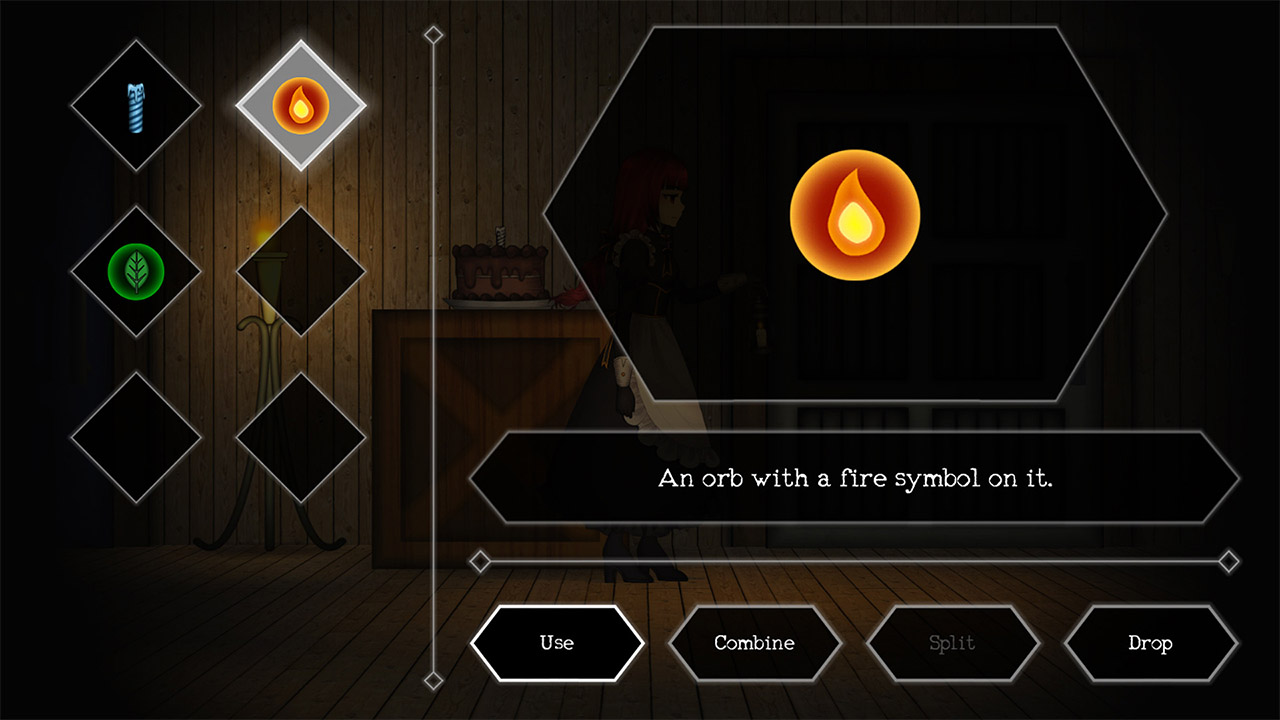 An orb with a fire symbol on it.
Use
Combine
Split
Drop